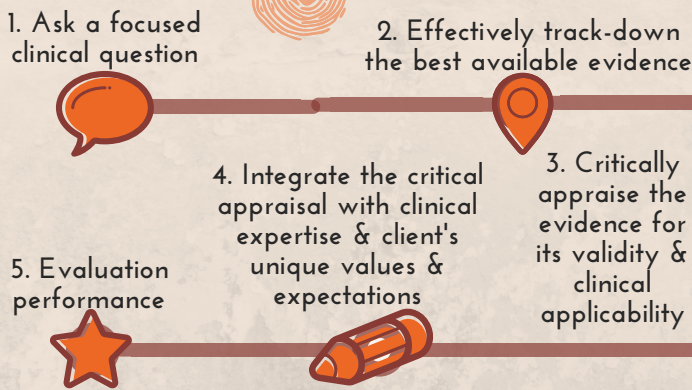 1. Ask a focused
clinical question
2. Effectively track-down
the best available evidence
3. Critically
appraise the
evidence for
its validity &
clinical
applicability
4. Integrate the critical
appraisal with clinical
expertise & client's
unique values &
expectations
5. Evaluation
performance